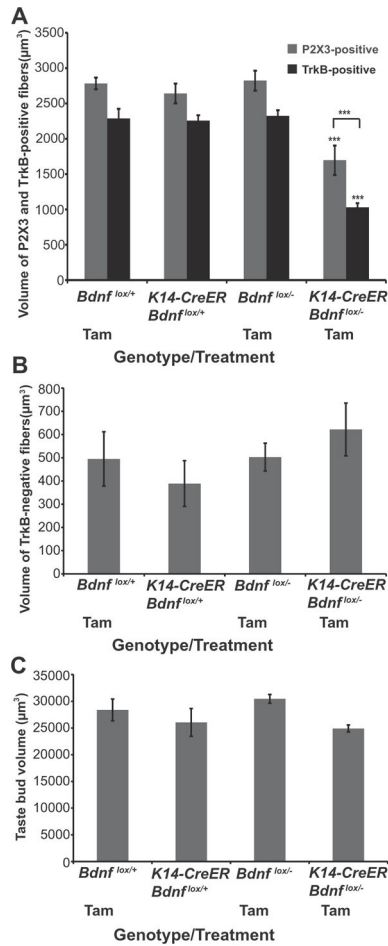 A
Volume of P2X3 and TrkB-positive fibers(μm³)
3500
3000
2500
2000
1500
1000
500
0
P2X3-positive
TrkB-positive
***
***
***
Bdnf lox/+ K14-CreER Bdnf lox/- K14-CreER
Bdnf lox/+ Bdnf lox/-
Tam Tam Tam
Genotype/Treatment
B
Volume of TrkB-negative fibers(μm³)
800
700
600
500
400
300
200
100
0
Bdnf lox/+ K14-CreER Bdnf lox/- K14-CreER
Bdnf lox/+ Bdnf lox/-
Tam Tam Tam
Genotype/Treatment
C
Taste bud volume (μm³)
35000
30000
25000
20000
15000
10000
5000
0
Bdnf lox/+ K14-CreER Bdnf lox/- K14-CreER
Bdnf lox/+ Bdnf lox/-
Tam Tam Tam
Genotype/Treatment